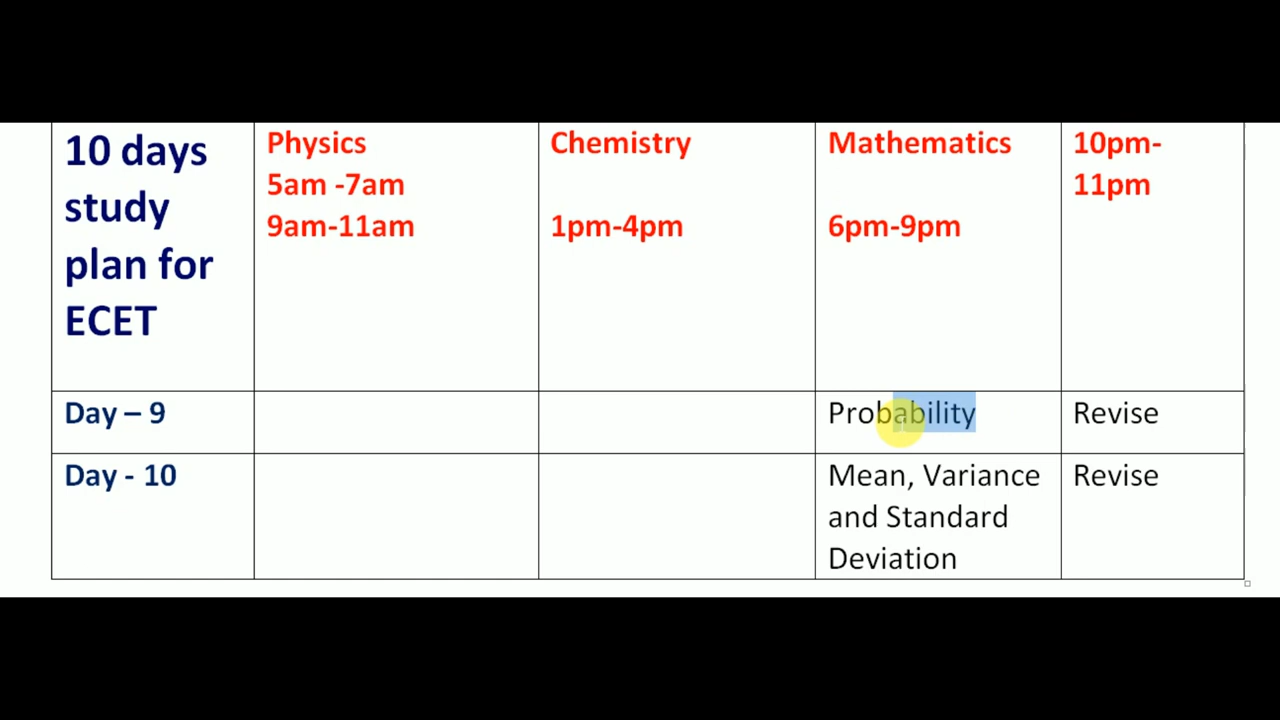 10 days
study
plan for
ECET
Physics
5am -7am
9am-11am
Chemistry
1pm-4pm
Mathematics
6pm-9pm
10pm-
11pm
Day – 9
Probability
Revise
Day - 10
Mean, Variance
and Standard
Deviation
Revise